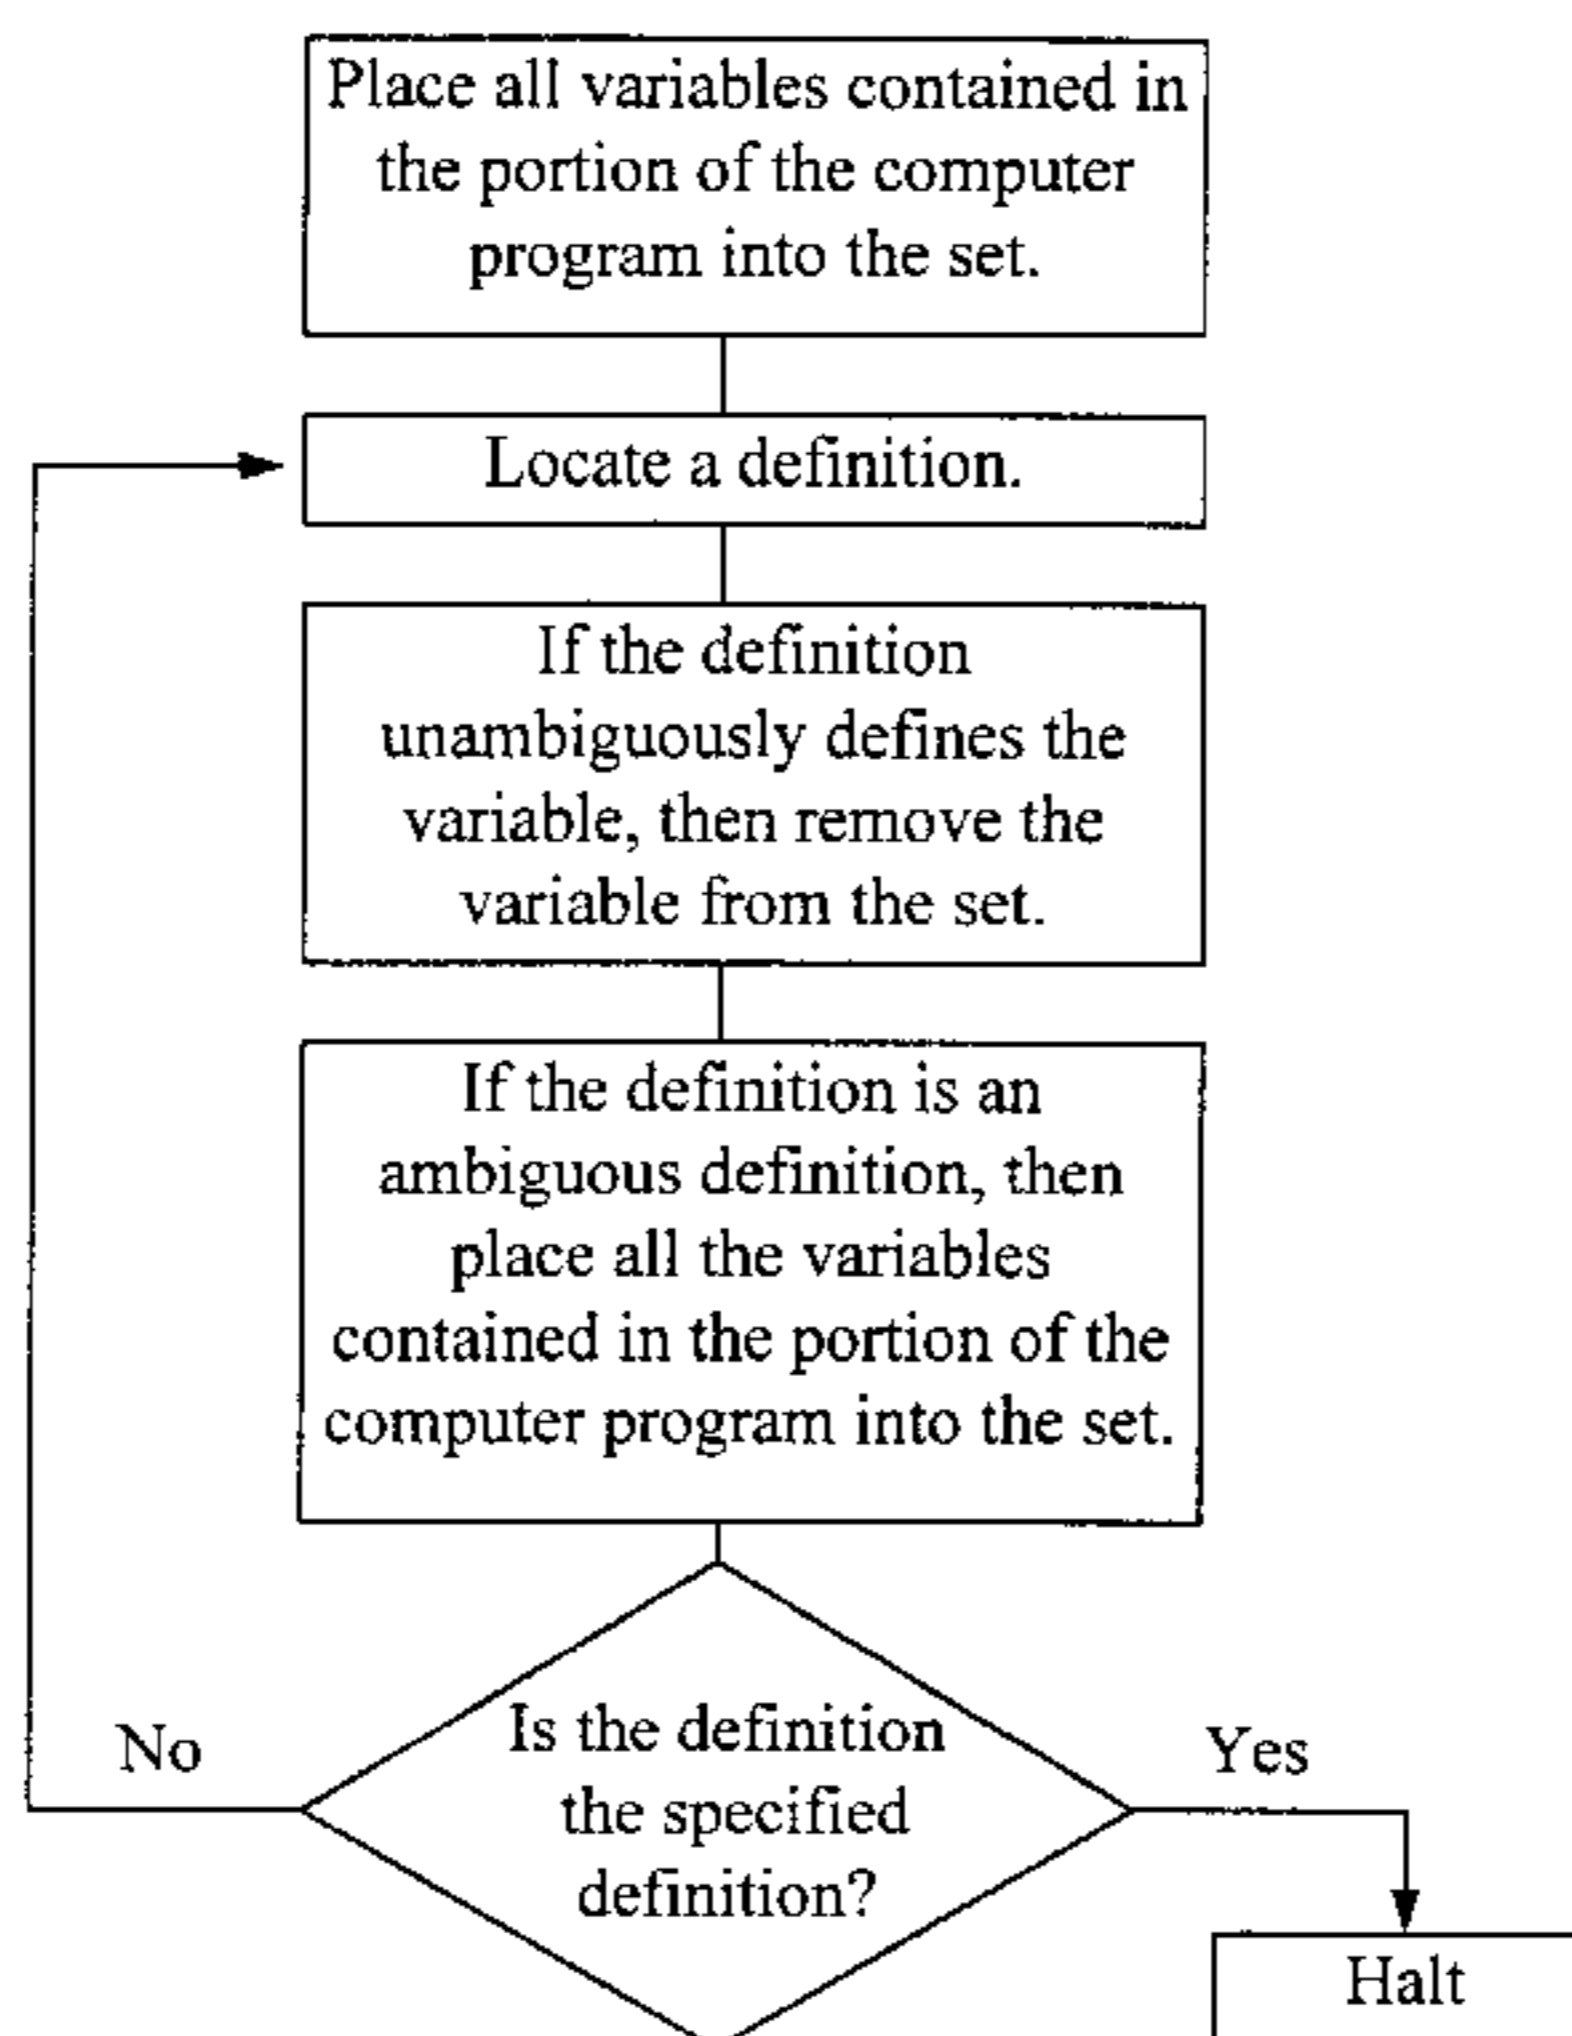 Place all variables contained in
the portion of the computer
program into the set.
Locate a definition.
If the definition
unambiguously defines the
variable, then remove the
variable from the set.
If the definition is an
ambiguous definition, then
place all the variables
contained in the portion of the
computer program into the set.
Is the definition
the specified
definition?
No
Yes
Halt